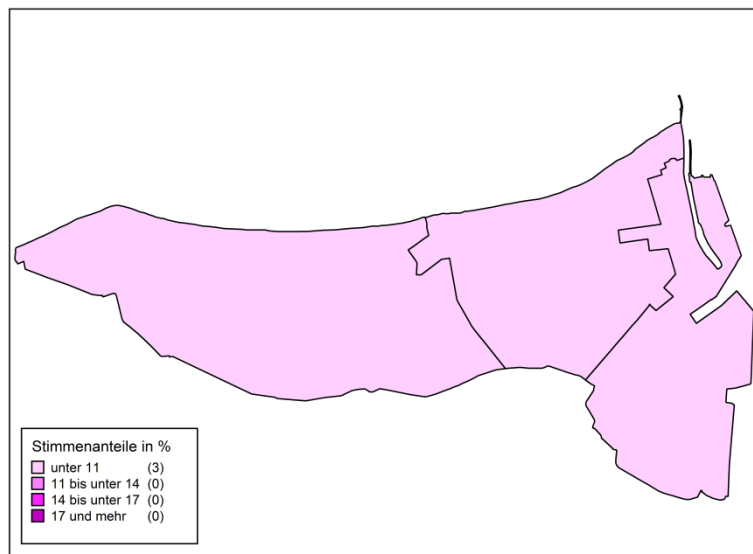 Stimmenanteile in %
unter 11 (3)
11 bis unter 14 (0)
14 bis unter 17 (0)
17 und mehr (0)